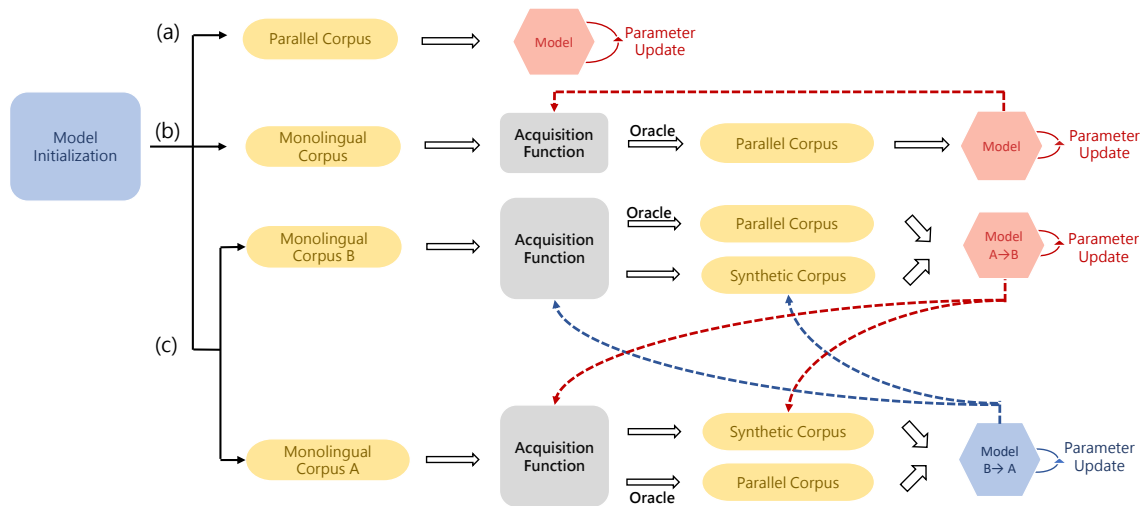 (a)
Parallel Corpus
Model
Parameter
Update
Model
Initialization
(b)
Monolingual
Corpus
Acquisition
Function
Oracle
Parallel Corpus
Model
Parameter
Update
Monolingual
Corpus B
Acquisition
Function
Oracle
Parallel Corpus
Synthetic Corpus
Model
A→B
Parameter
Update
(c)
Monolingual
Corpus A
Acquisition
Function
Synthetic Corpus
Oracle
Parallel Corpus
Model
B→ A
Parameter
Update